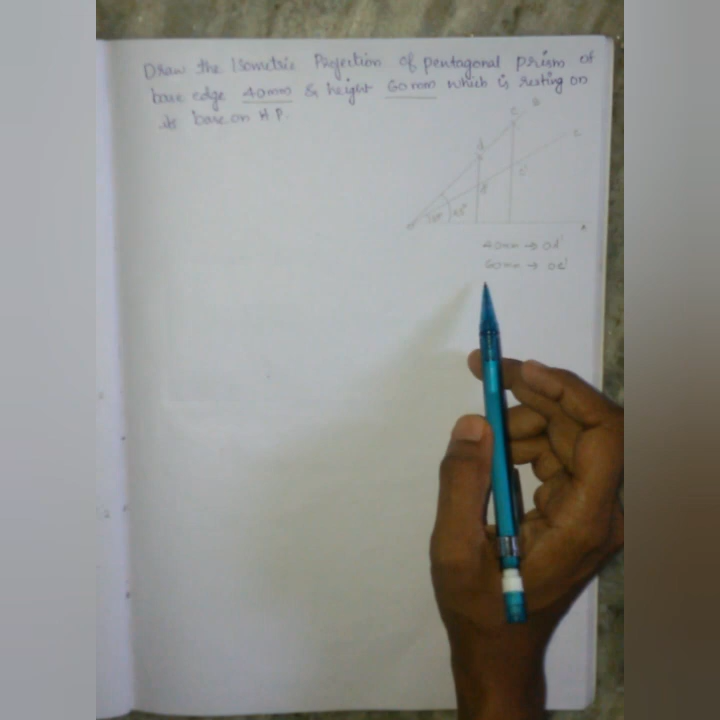 Draw the Isometric Projection of pentagonal prism of
base edge 40mm & height 60mm which is resting on
its base on H.P.
B
E
C
d
e'
d'
30° 45°
O
A
40mm → od'
60mm → oe'